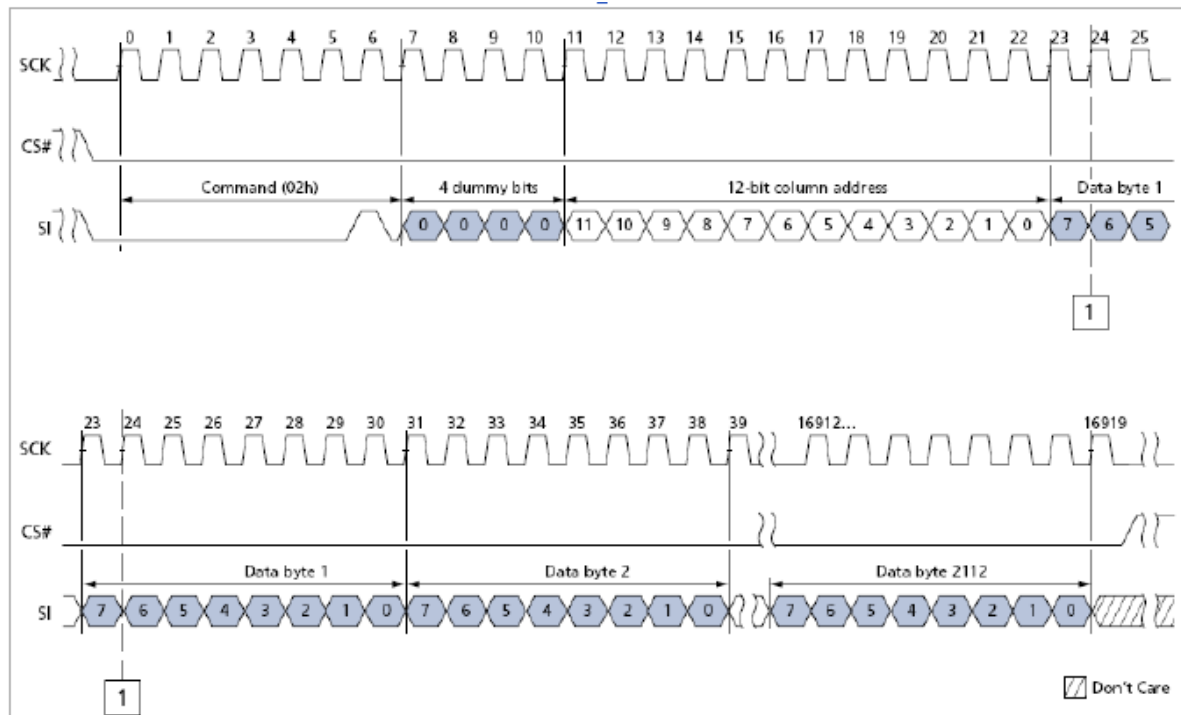 0 1 2 3 4 5 6 7 8 9 10 11 12 13 14 15 16 17 18 19 20 21 22 23 24 25
SCK
CS#
Command (02h) 4 dummy bits 12-bit column address Data byte 1
SI 0 0 0 0 11 10 9 8 7 6 5 4 3 2 1 0 7 6 5
1
23 24 25 26 27 28 29 30 31 32 33 34 35 36 37 38 39 16912... 16919
SCK
CS#
Data byte 1 Data byte 2 Data byte 2112
SI 7 6 5 4 3 2 1 0 7 6 5 4 3 2 1 0 7 6 5 4 3 2 1 0
1
Don't Care